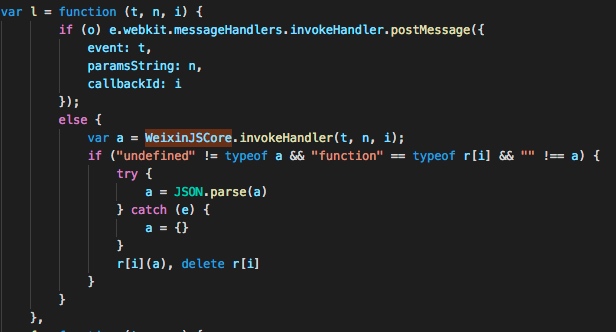 var l = function (t, n, i) {
if (o) e.webkit.messageHandlers.invokeHandler.postMessage({
event: t,
paramsString: n,
callbackId: i
});
else {
var a = WeixinJSCore.invokeHandler(t, n, i);
if ("undefined" != typeof a && "function" == typeof r[i] && "" !== a) {
try {
a = JSON.parse(a)
} catch (e) {
a = {}
}
r[i](a), delete r[i]
}
}
},